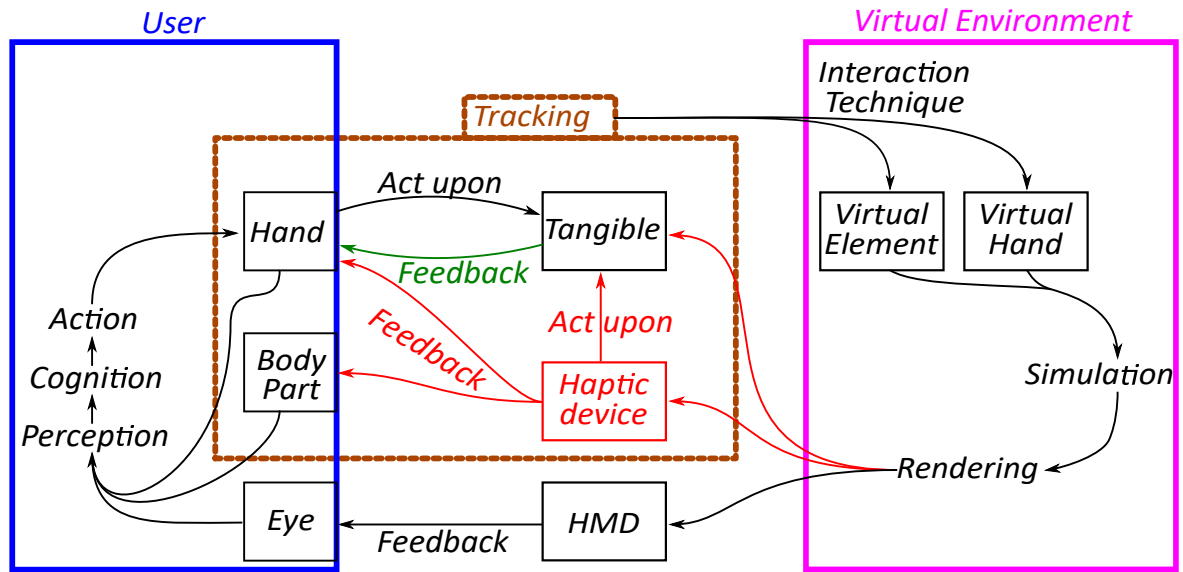 User
Virtual Environment
Interaction
Technique
Tracking
Act upon
Hand
Tangible
Virtual
Element
Virtual
Hand
Feedback
Action
Feedback
Act upon
Body
Part
Cognition
Haptic
device
Simulation
Perception
Rendering
Eye
HMD
Feedback